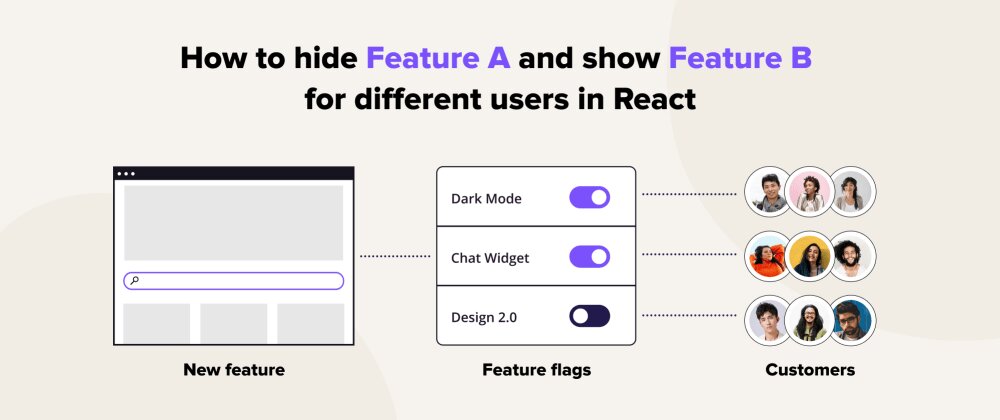 How to hide Feature A and show Feature B
for different users in React
Dark Mode
Chat Widget
Design 2.0
New feature
Feature flags
Customers